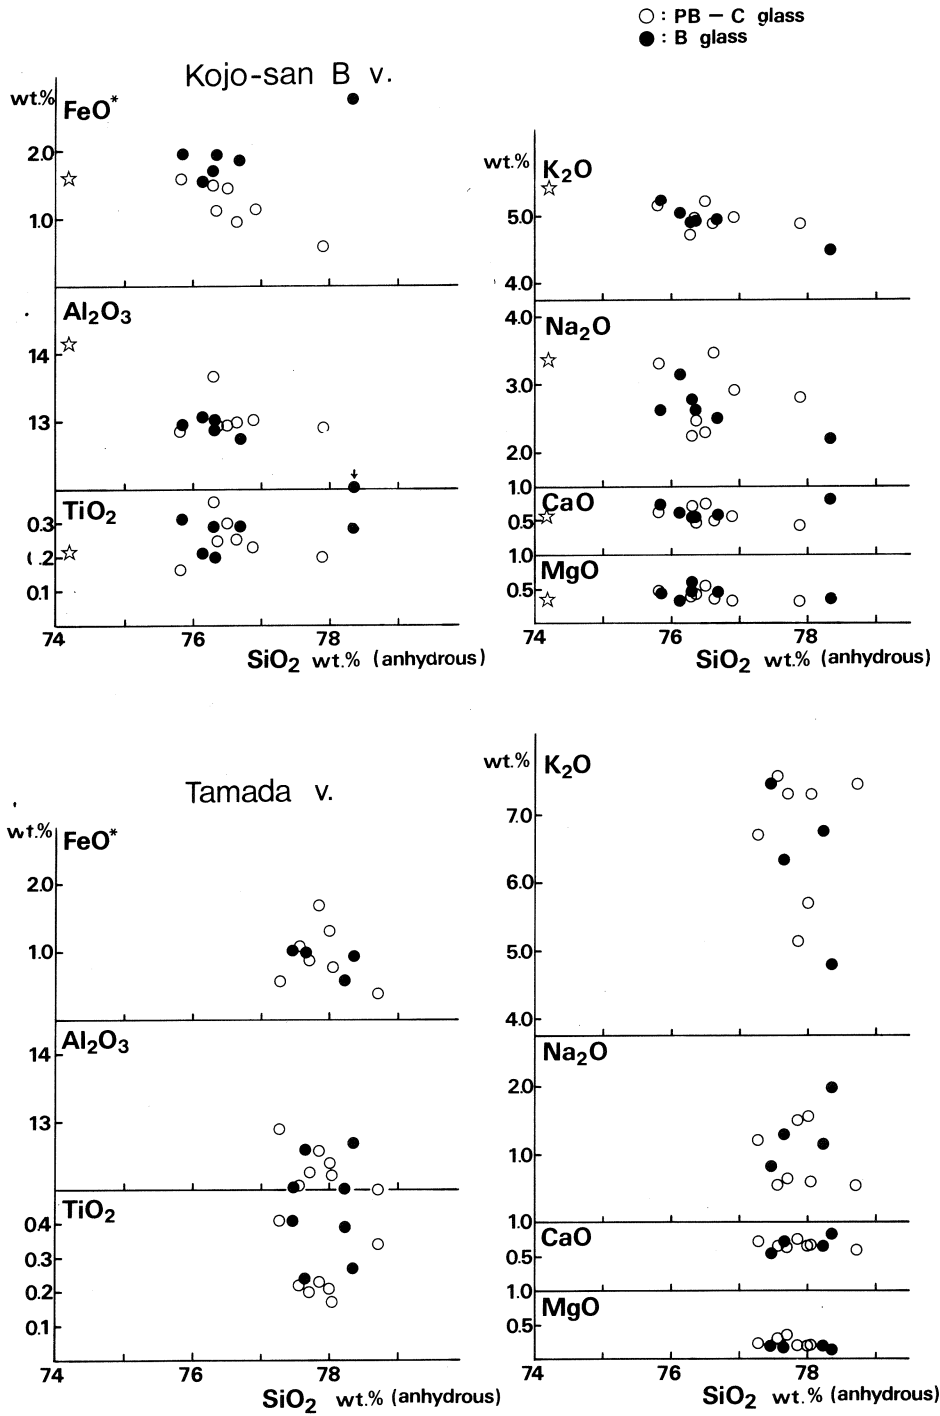 ○ : PB – C glass
● : B glass
Kojo-san B v.
wt.%
FeO*
2.0
1.0
Al₂O₃
14
13
TiO₂
0.3
.2
0.1
74
76
78
SiO₂ wt.% (anhydrous)
wt.%
K₂O
5.0
4.0
4.0
Na₂O
3.0
2.0
1.0
CaO
0.5
1.0
MgO
0.5
74
76
78
SiO₂ wt.% (anhydrous)
Tamada v.
wt.%
FeO*
2.0
1.0
Al₂O₃
14
13
TiO₂
0.4
0.3
0.2
0.1
74
76
78
SiO₂ wt.% (anhydrous)
wt.%
K₂O
7.0
6.0
5.0
4.0
Na₂O
2.0
1.0
1.0
CaO
0.5
1.0
MgO
0.5
74
76
78
SiO₂ wt.% (anhydrous)